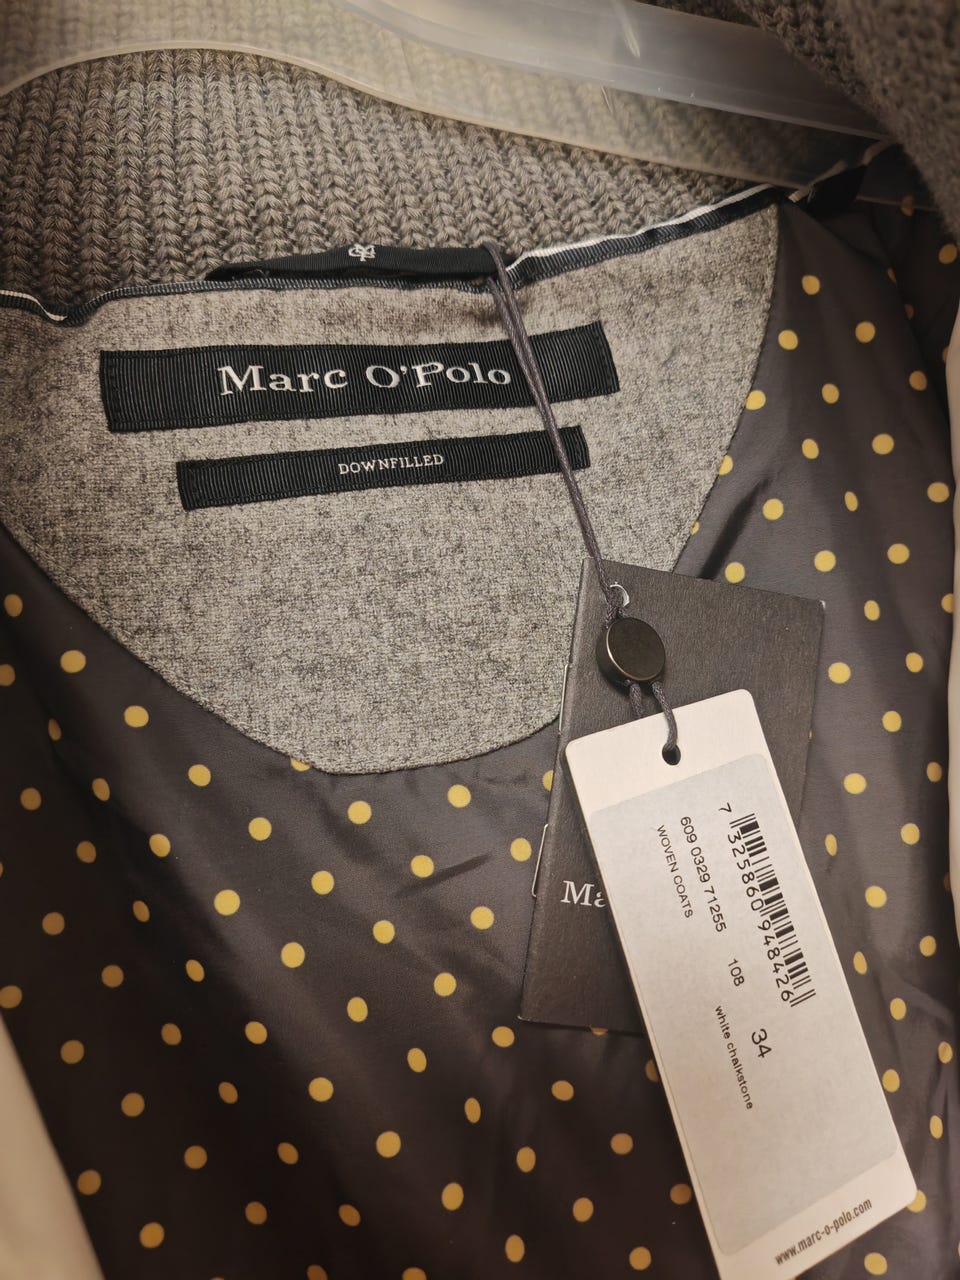 Marc O'Polo
DOWNFILLED
Ma
7 325860 948426
609 0329 71255 108 34
WOVEN COATS white chalkstone
www.marc-o-polo.com